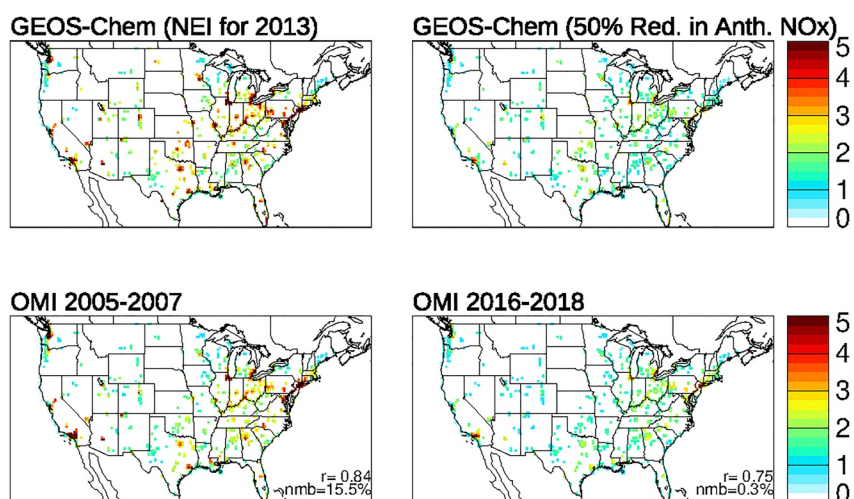 GEOS-Chem (NEI for 2013)
GEOS-Chem (50% Red. in Anth. NOx)
5
4
3
2
1
0
OMI 2005-2007
OMI 2016-2018
r= 0.84
nmb=15.5%
r= 0.75
nmb=0.3%
5
4
3
2
1
0